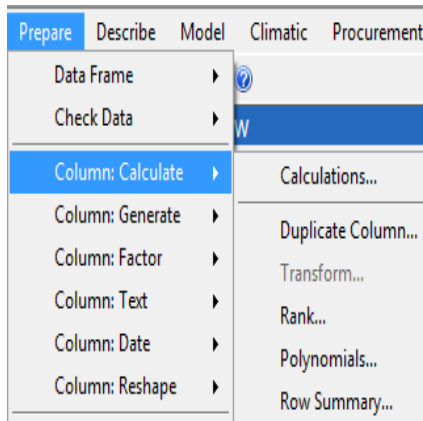 Prepare Describe Model Climatic Procurement
Data Frame
Check Data
W
Column: Calculate
Column: Generate
Column: Factor
Column: Text
Column: Date
Column: Reshape
Calculations...
Duplicate Column...
Transform...
Rank...
Polynomials...
Row Summary...